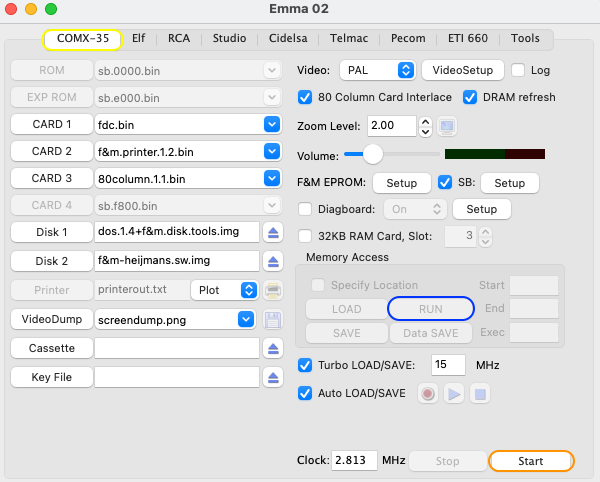 Emma 02
COMX-35 Elf RCA Studio Cidelsa Telmac Pecom ETI 660 Tools
ROM sb.0000.bin
EXP ROM sb.e000.bin
CARD 1 fdc.bin
CARD 2 f&m.printer.1.2.bin
CARD 3 80column.1.1.bin
CARD 4 sb.f800.bin
Disk 1 dos.1.4+f&m.disk.tools.img
Disk 2 f&m-heijmans.sw.img
Printer printerout.txt Plot
VideoDump screendump.png
Cassette
Key File
Video: PAL VideoSetup Log
80 Column Card Interlace DRAM refresh
Zoom Level: 2.00
Volume:
F&M EPROM: Setup SB: Setup
Diagboard: On Setup
32KB RAM Card, Slot: 3
Memory Access
Specify Location Start
LOAD RUN End
SAVE Data SAVE Exec
Turbo LOAD/SAVE: 15 MHz
Auto LOAD/SAVE
Clock: 2.813 MHz Stop Start